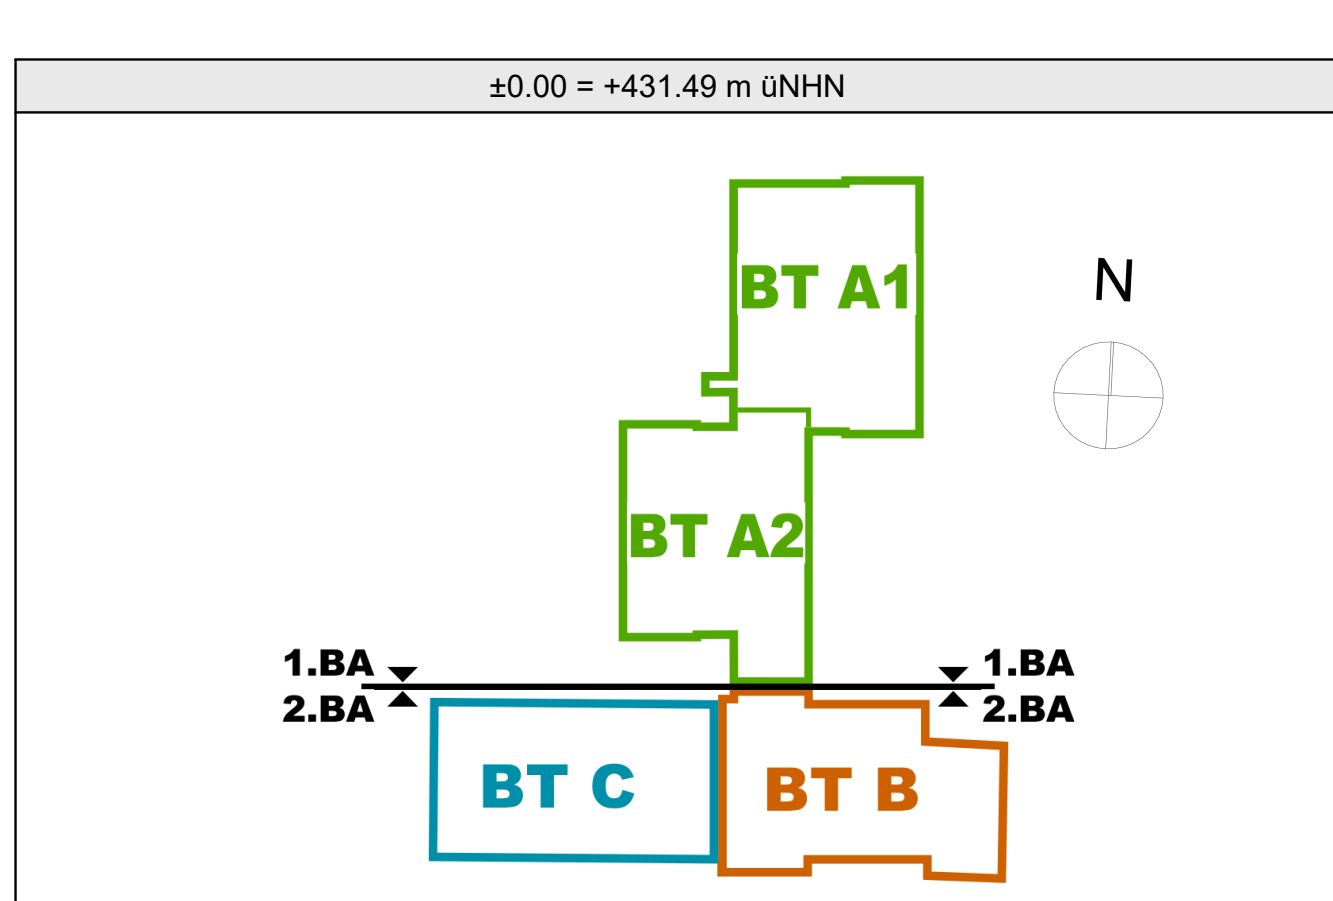 ±0.00 = +431.49 m üNHN
BT A1
N
BT A2
1.BA
1.BA
2.BA
2.BA
BT C
BT B